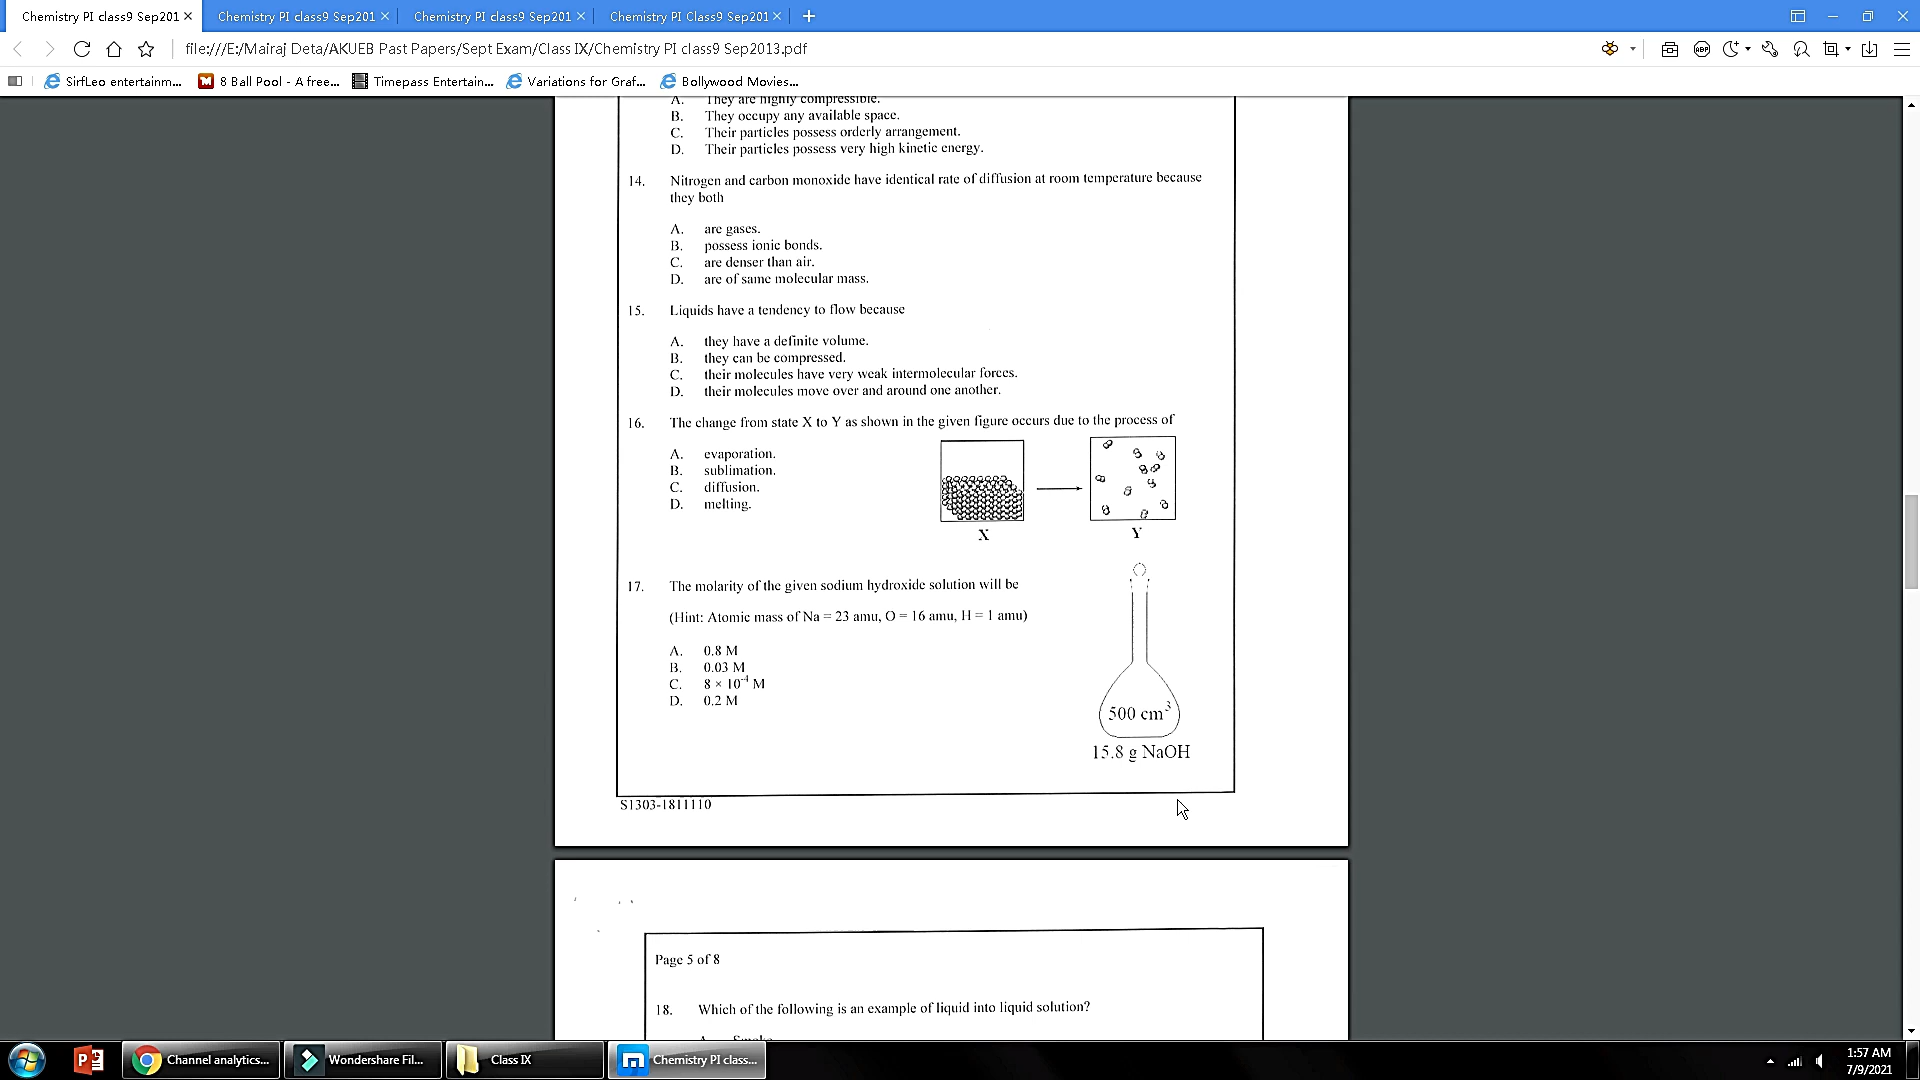 Chemistry PI class9 Sep201
Chemistry PI class9 Sep201
Chemistry PI class9 Sep201
Chemistry PI Class9 Sep201
file:///E:/Mairaj Deta/AKUEB Past Papers/Sept Exam/Class IX/Chemistry PI class9 Sep2013.pdf
SirfLeo entertainm...
8 Ball Pool - A free...
Timepass Entertain...
Variations for Graf...
Bollywood Movies...
A. They are highly compressible.
B. They occupy any available space.
C. Their particles possess orderly arrangement.
D. Their particles possess very high kinetic energy.
14. Nitrogen and carbon monoxide have identical rate of diffusion at room temperature because
they both
A. are gases.
B. possess ionic bonds.
C. are denser than air.
D. are of same molecular mass.
15. Liquids have a tendency to flow because
A. they have a definite volume.
B. they can be compressed.
C. their molecules have very weak intermolecular forces.
D. their molecules move over and around one another.
16. The change from state X to Y as shown in the given figure occurs due to the process of
A. evaporation.
B. sublimation.
C. diffusion.
D. melting.
X
Y
17. The molarity of the given sodium hydroxide solution will be
(Hint: Atomic mass of Na = 23 amu, O = 16 amu, H = 1 amu)
A. 0.8 M
B. 0.03 M
C. 8 × 10⁻⁴ M
D. 0.2 M
500 cm³
15.8 g NaOH
S1303-1811110
Page 5 of 8
18. Which of the following is an example of liquid into liquid solution?
A. Smoke
Channel analytics...
Wondershare Fil...
Class IX
Chemistry PI class...
1:57 AM
7/9/2021